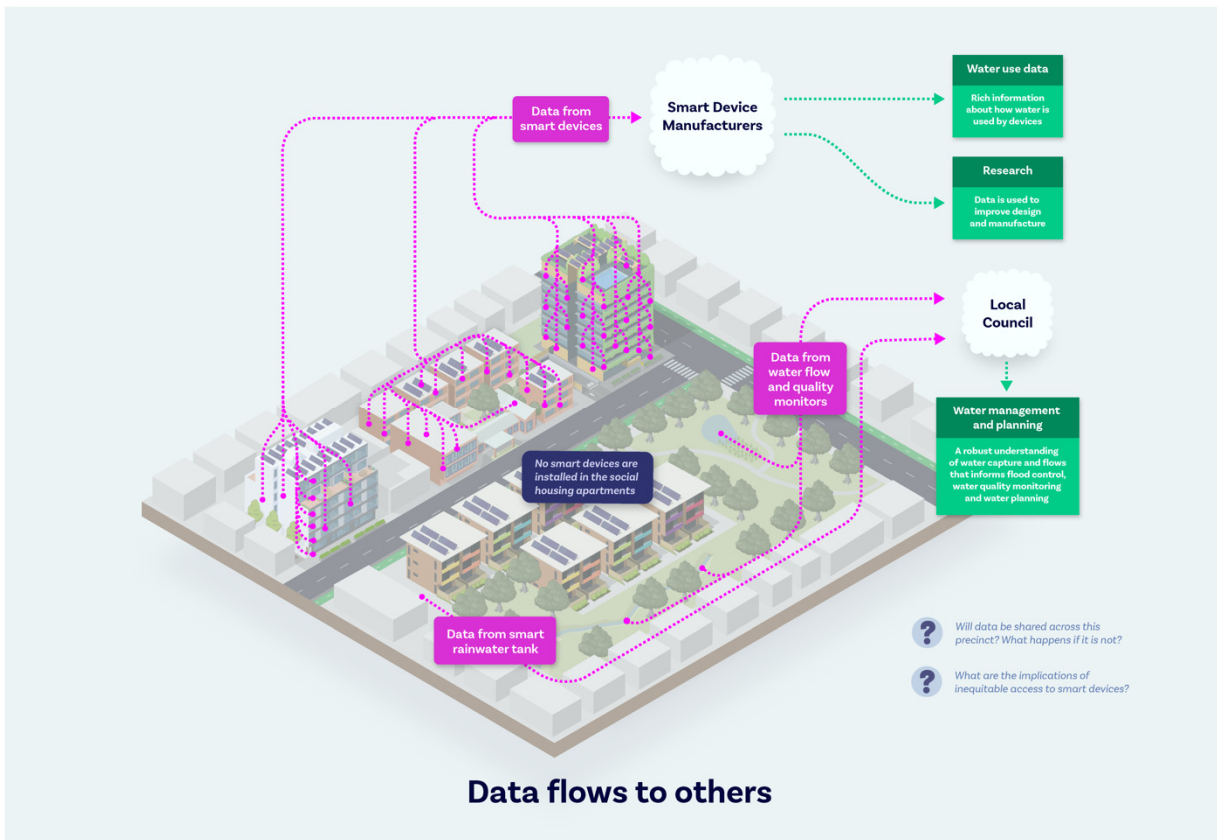 Data from
smart devices
Smart Device
Manufacturers
Water use data
Rich information
about how water is
used by devices
Research
Data is used to
improve design
and manufacture
Local
Council
Data from
water flow
and quality
monitors
Water management
and planning
A robust understanding
of water capture and flows
that informs flood control,
water quality monitoring
and water planning
No smart devices are
installed in the social
housing apartments
Data from smart
rainwater tank
?
Will data be shared across this
precinct? What happens if it is not?
?
What are the implications of
inequitable access to smart devices?
Data flows to others